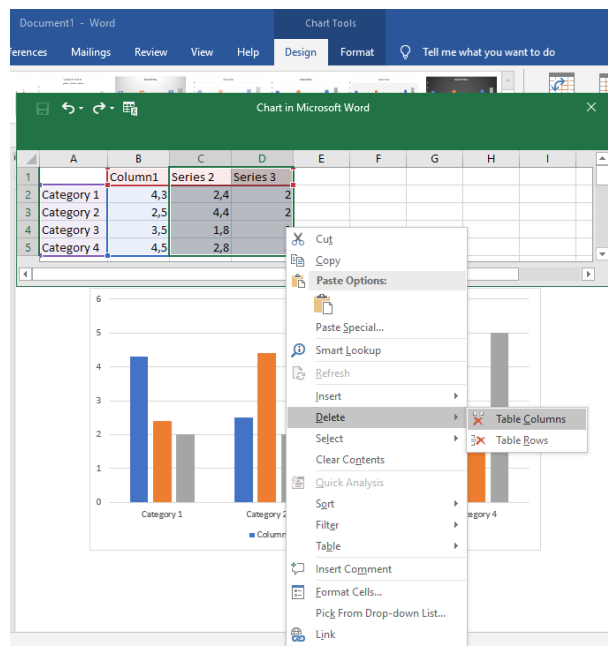 Document1 - Word Chart Tools
ferences Mailings Review View Help Design Format Tell me what you want to do
Chart in Microsoft Word
A B C D E F G H I
1 Column1 Series 2 Series 3
2 Category 1 4,3 2,4 2
3 Category 2 2,5 4,4 2
4 Category 3 3,5 1,8
5 Category 4 4,5 2,8
Cut
Copy
Paste Options:
Paste Special...
Smart Lookup
Refresh
Insert
Delete
Table Columns
Select
Table Rows
Clear Contents
Quick Analysis
Sort
Filter
Table
Insert Comment
Format Cells...
Pick From Drop-down List...
Link
6
5
4
3
2
1
0
Category 1 Category 2 egory 4
Column